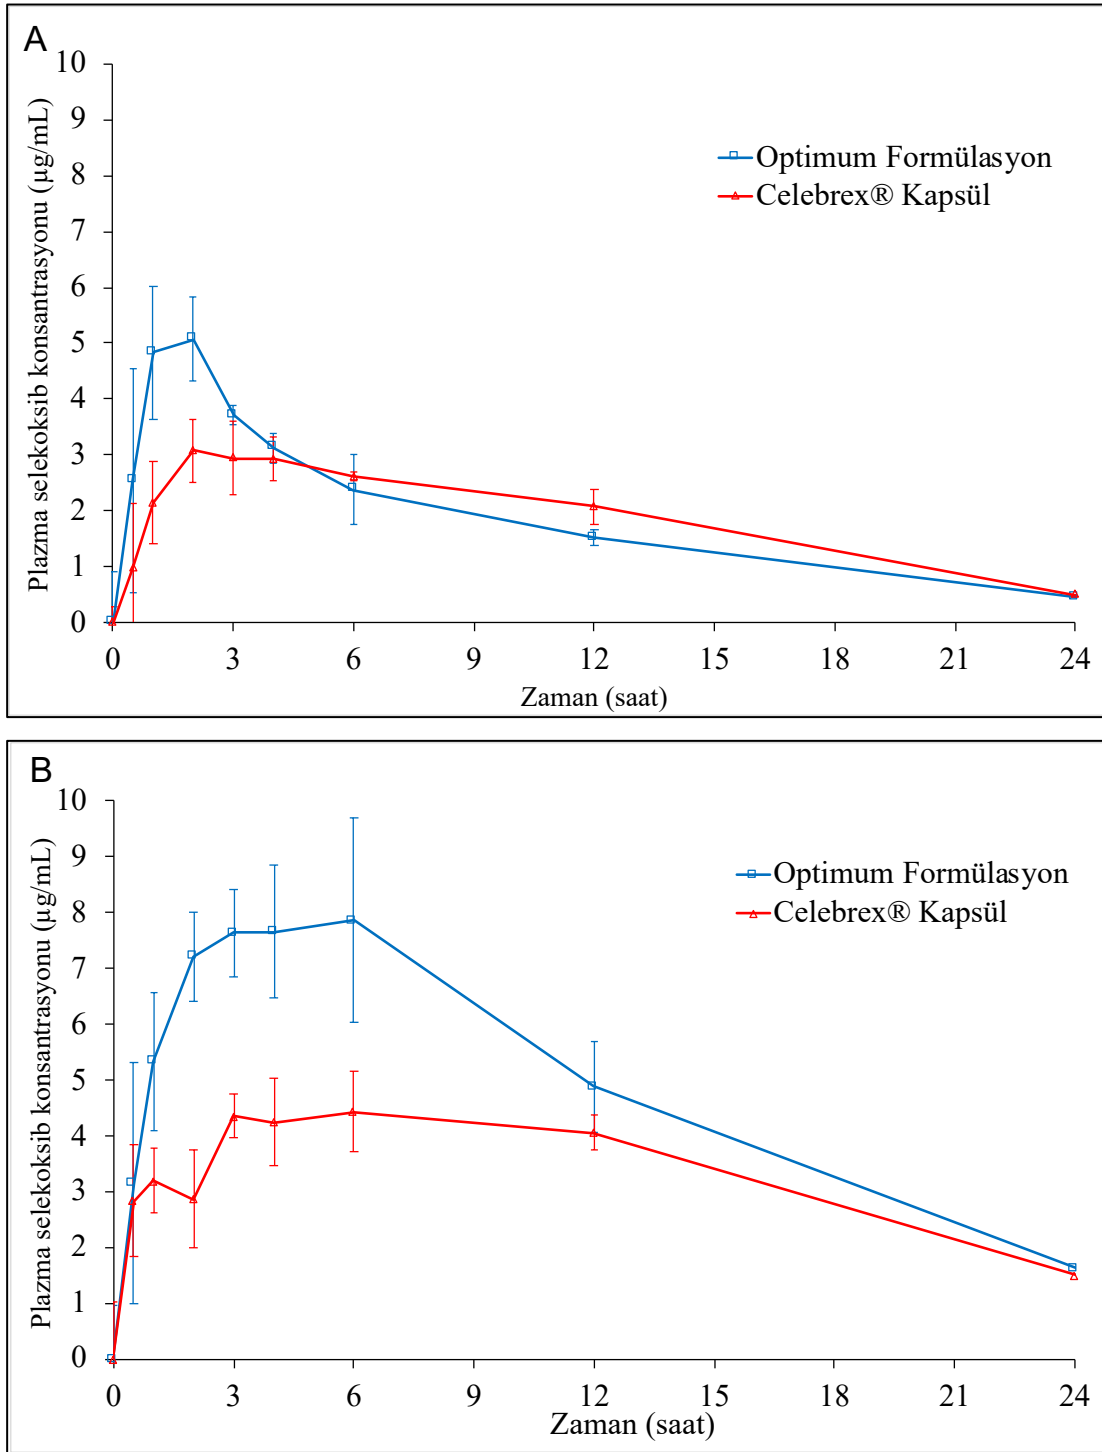 A
Plazma selekoksib konsantrasyonu (µg/mL)
10
9
8
7
6
5
4
3
2
1
0
Optimum Formülasyon
Celebrex® Kapsül
0 3 6 9 12 15 18 21 24
Zaman (saat)
B
Plazma selekoksib konsantrasyonu (µg/mL)
10
9
8
7
6
5
4
3
2
1
0
Optimum Formülasyon
Celebrex® Kapsül
0 3 6 9 12 15 18 21 24
Zaman (saat)